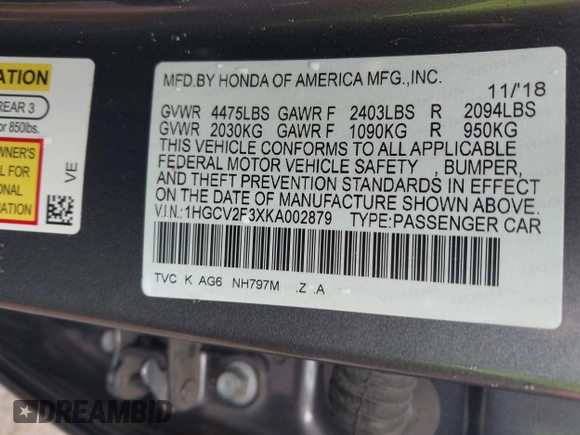 ATION
REAR 3
or 850lbs.
WNER'S
AL FOR
ONAL
N
VE
MFD.BY HONDA OF AMERICA MFG.,INC.
11/'18
GVWR 4475LBS GAWR F 2403LBS R 2094LBS
GVWR 2030KG GAWR F 1090KG R 950KG
THIS VEHICLE CONFORMS TO ALL APPLICABLE
FEDERAL MOTOR VEHICLE SAFETY , BUMPER,
AND THEFT PREVENTION STANDARDS IN EFFECT
ON THE DATE OF MANUFACTURE SHOWN ABOVE.
V.I.N.:1HGCV2F3XKA002879 TYPE:PASSENGER CAR
TVC K AG6 NH797M .Z .A
DREAMBID